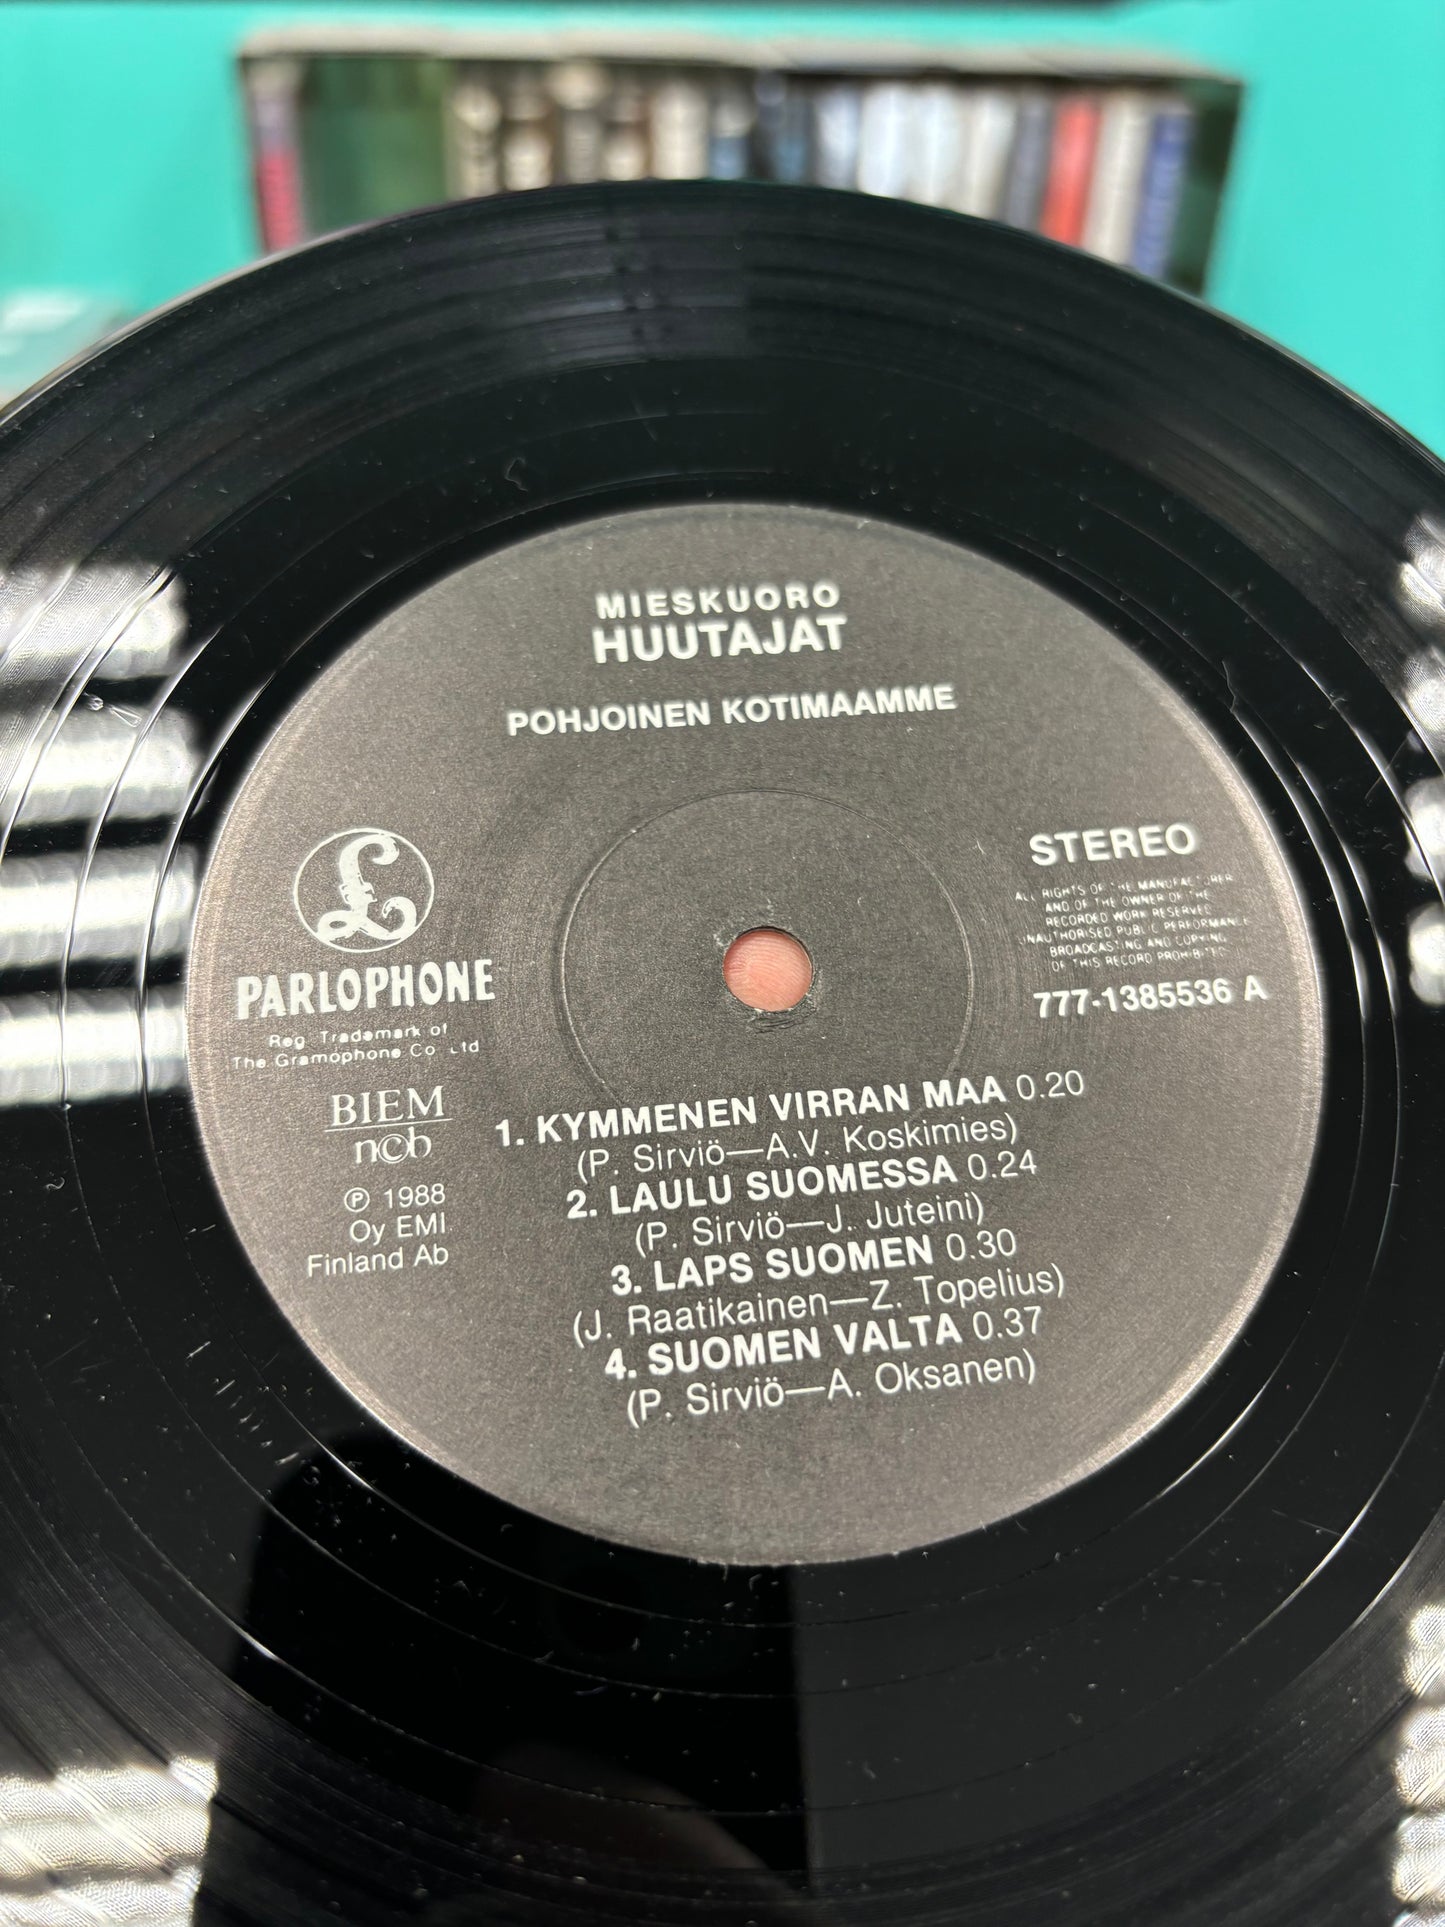 MIESKUORO
HUUTAJAT
POHJOINEN KOTIMAAMME
£
PARLOPHONE
Reg. Trademark of
The Gramophone Co Ltd
BIEM
ncb
℗ 1988
Oy EMI
Finland Ab
STEREO
ALL RIGHTS OF THE MANUFACTURER
AND OF THE OWNER OF THE
RECORDED WORK RESERVED
UNAUTHORISED PUBLIC PERFORMANCE
BROADCASTING AND COPYING
OF THIS RECORD PROHIBITED
777-1385536 A
1. KYMMENEN VIRRAN MAA 0.20
(P. Sirviö—A.V. Koskimies)
2. LAULU SUOMESSA 0.24
(P. Sirviö—J. Juteini)
3. LAPS SUOMEN 0.30
(J. Raatikainen—Z. Topelius)
4. SUOMEN VALTA 0.37
(P. Sirviö—A. Oksanen)